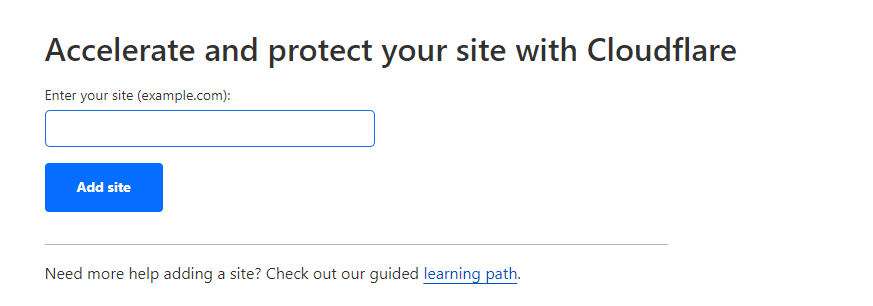 Accelerate and protect your site with Cloudflare
Enter your site (example.com):
Add site
Need more help adding a site? Check out our guided learning path.